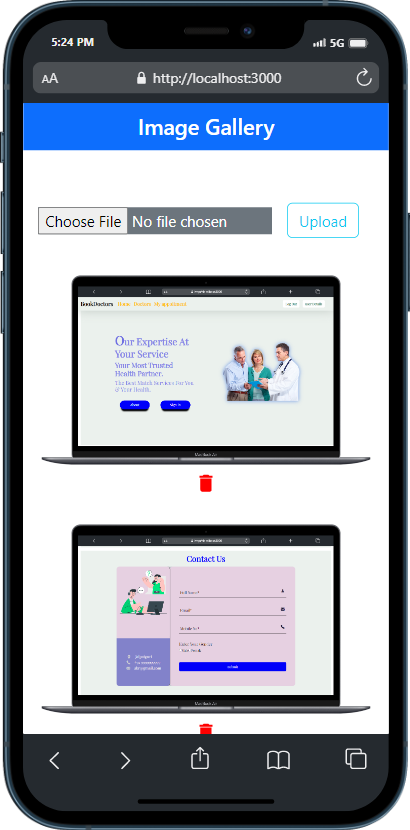 5:24 PM 5G
AA http://localhost:3000
Image Gallery
Choose File No file chosen Upload
BookDoctors Home Doctors My appointment
Our Expertise At
Your Service
Your Most Trusted
Health Partner.
The Best Match Services For You
& Your Health.
About Sign In
MacBook Air
Contact Us
Full Name*
Email*
Mobile No*
Submit
MacBook Air